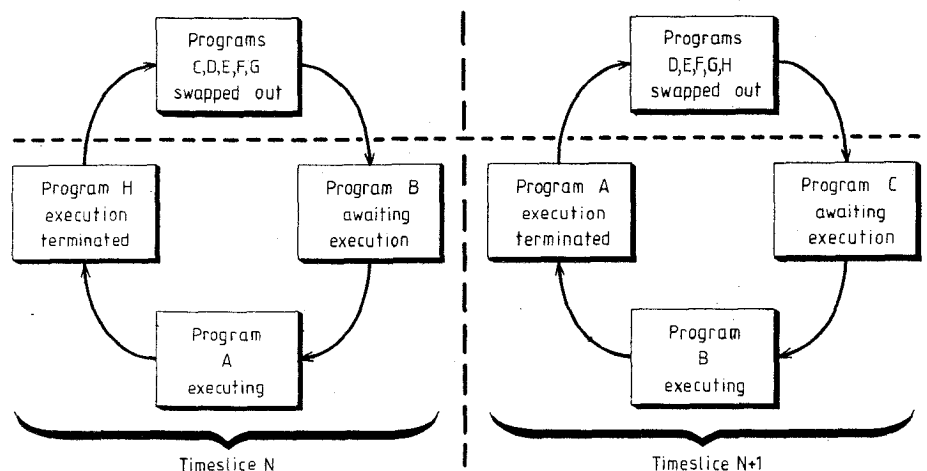 Programs
C,D,E,F,G
swapped out
Program H
execution
terminated
Program B
awaiting
execution
Program
A
executing
Timeslice N
Programs
D,E,F,G,H
swapped out
Program A
execution
terminated
Program C
awaiting
execution
Program
B
executing
Timeslice N+1